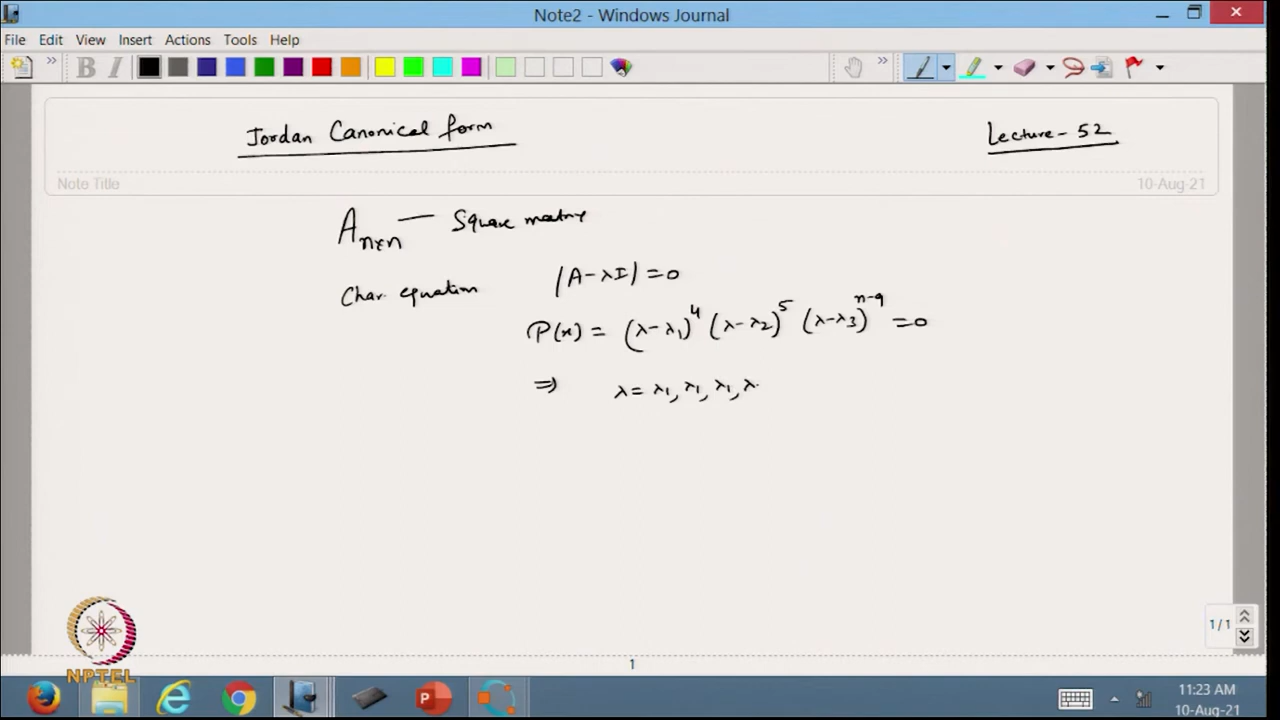 Note2 - Windows Journal
File Edit View Insert Actions Tools Help
B I
Jordan Canonical form
Lecture - 52
Note Title
10-Aug-21
A n×n — Square matrix
Char. equation |A-λI| = 0
P(x) = (λ-λ1)^4 (λ-λ2)^5 (λ-λ3)^n-9 = 0
⇒ λ = λ1, λ1, λ1, λ
1 / 1
1
NPTEL
11:23 AM
10-Aug-21